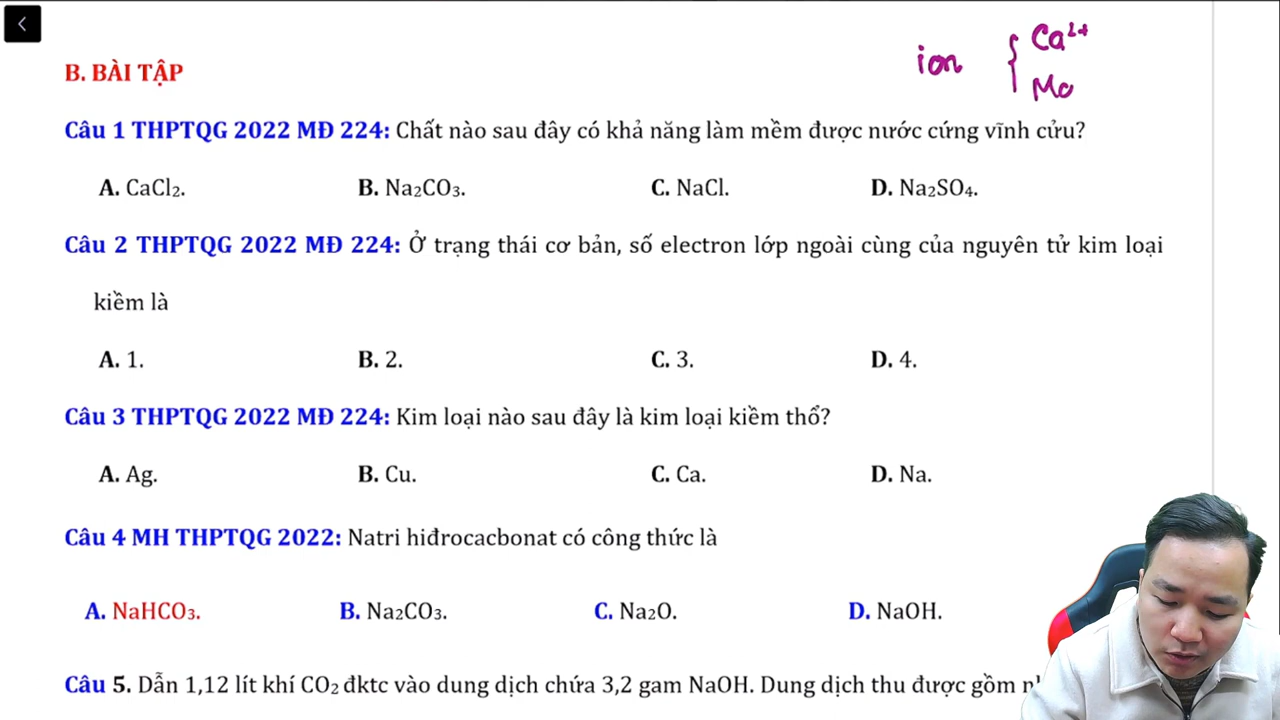 ion { Ca²⁺
Mg
B. BÀI TẬP
Câu 1 THPTQG 2022 MĐ 224: Chất nào sau đây có khả năng làm mềm được nước cứng vĩnh cửu?
A. CaCl₂. B. Na₂CO₃. C. NaCl. D. Na₂SO₄.
Câu 2 THPTQG 2022 MĐ 224: Ở trạng thái cơ bản, số electron lớp ngoài cùng của nguyên tử kim loại
kiềm là
A. 1. B. 2. C. 3. D. 4.
Câu 3 THPTQG 2022 MĐ 224: Kim loại nào sau đây là kim loại kiềm thổ?
A. Ag. B. Cu. C. Ca. D. Na.
Câu 4 MH THPTQG 2022: Natri hiđrocacbonat có công thức là
A. NaHCO₃. B. Na₂CO₃. C. Na₂O. D. NaOH.
Câu 5. Dẫn 1,12 lít khí CO₂ đktc vào dung dịch chứa 3,2 gam NaOH. Dung dịch thu được gồm